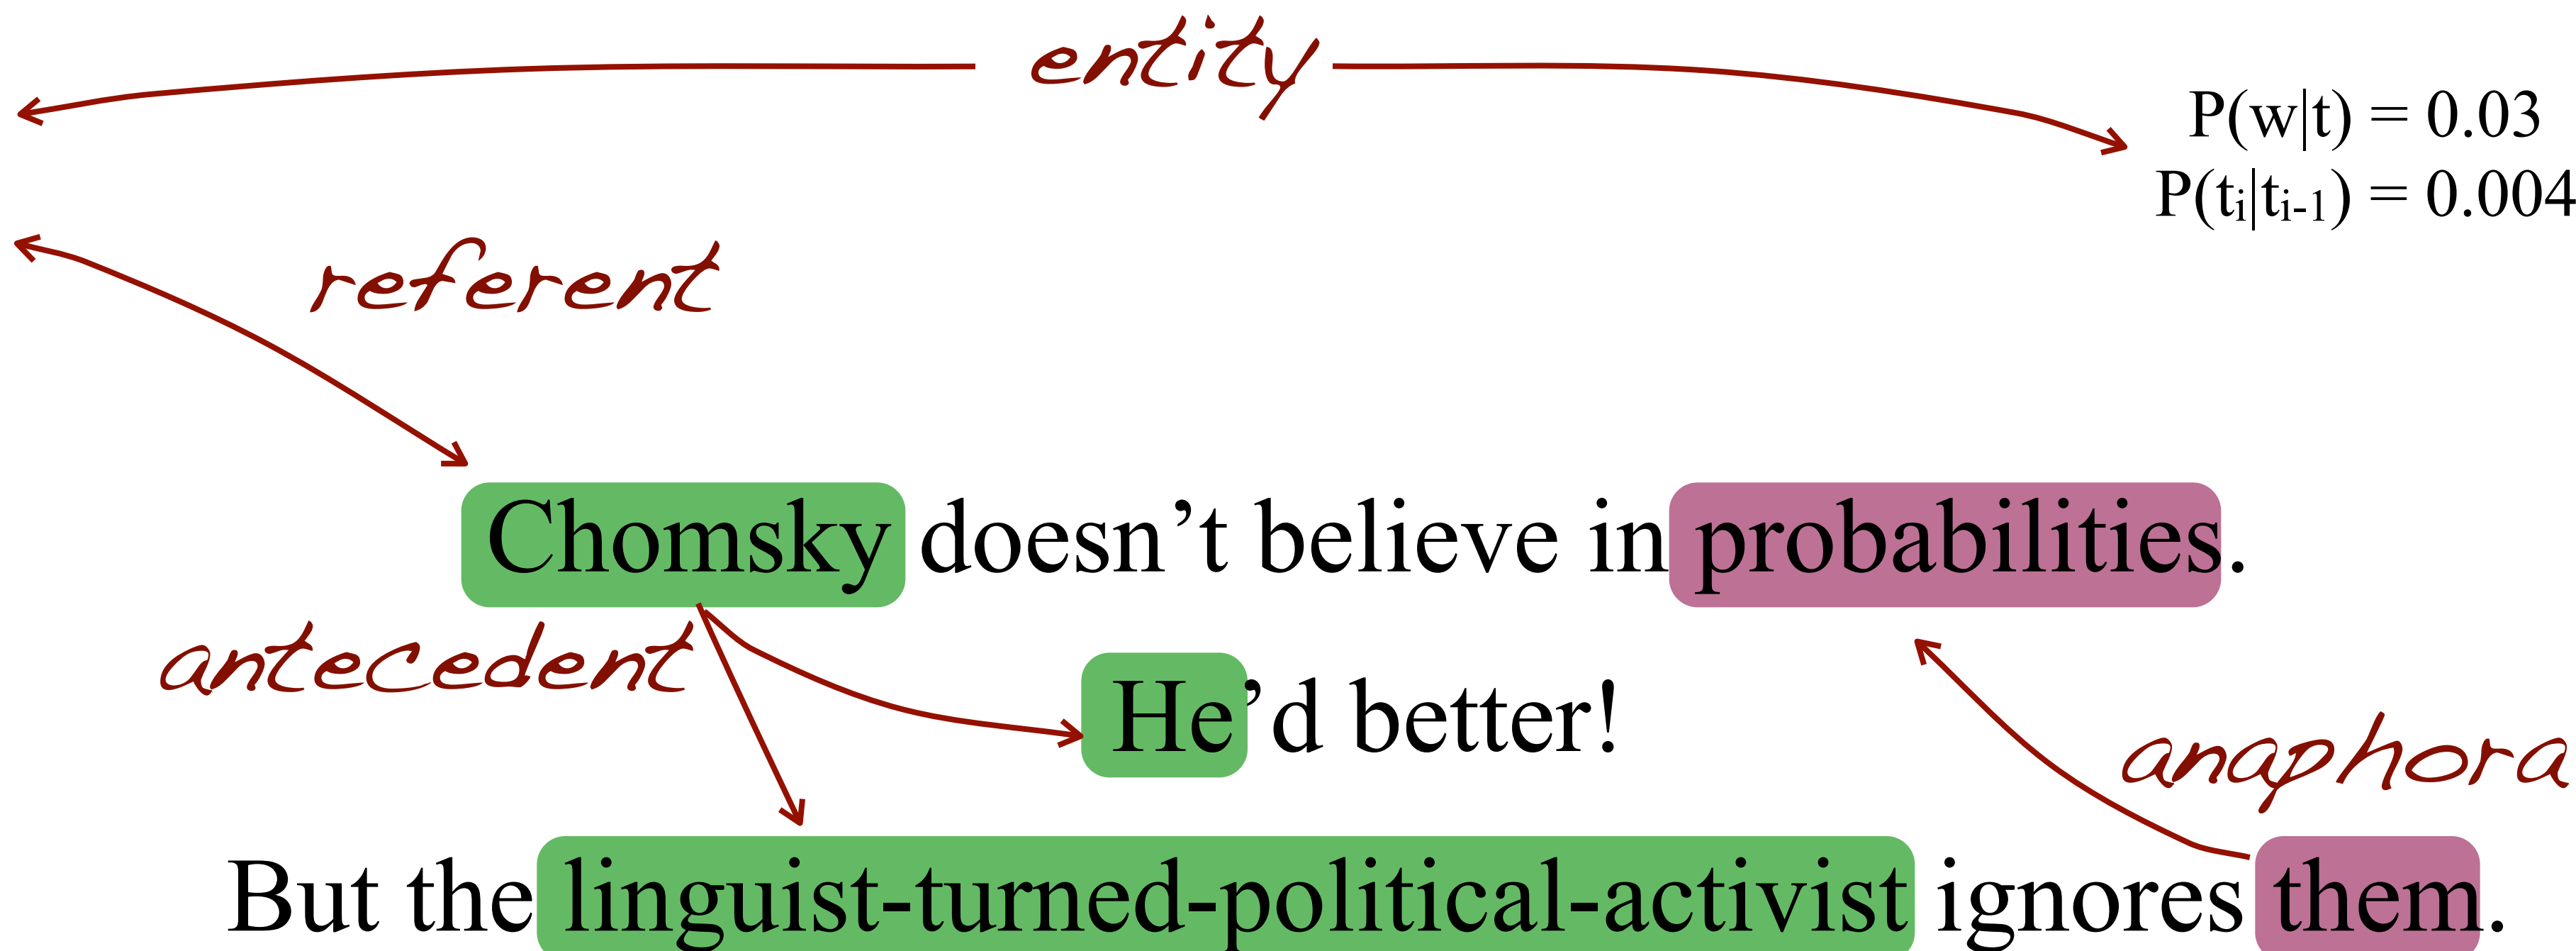 entity
P(w|t) = 0.03
P(ti|ti-1) = 0.004
referent
Chomsky doesn’t believe in probabilities.
antecedent
He’d better!
anaphora
But the linguist-turned-political-activist ignores them.